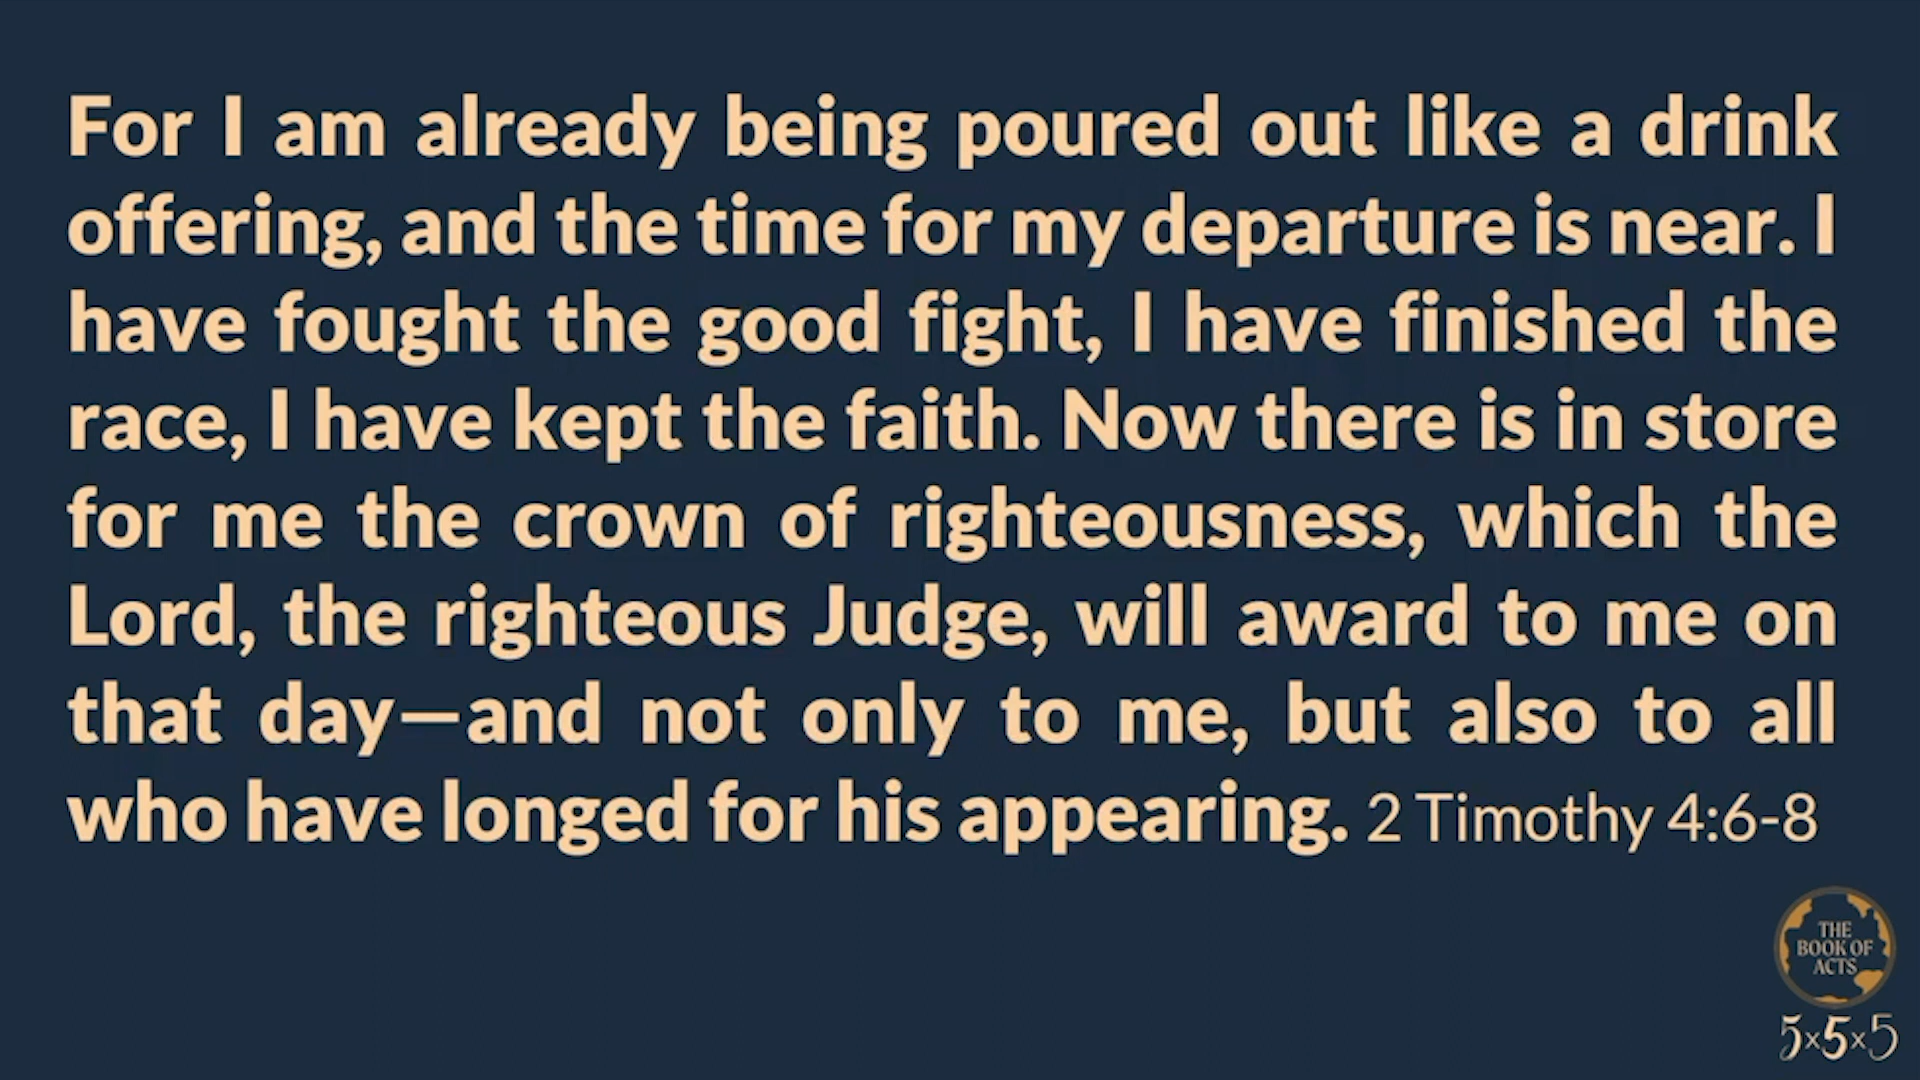 For I am already being poured out like a drink
offering, and the time for my departure is near. I
have fought the good fight, I have finished the
race, I have kept the faith. Now there is in store
for me the crown of righteousness, which the
Lord, the righteous Judge, will award to me on
that day—and not only to me, but also to all
who have longed for his appearing. 2 Timothy 4:6-8
THE
BOOK OF
ACTS
5×5×5